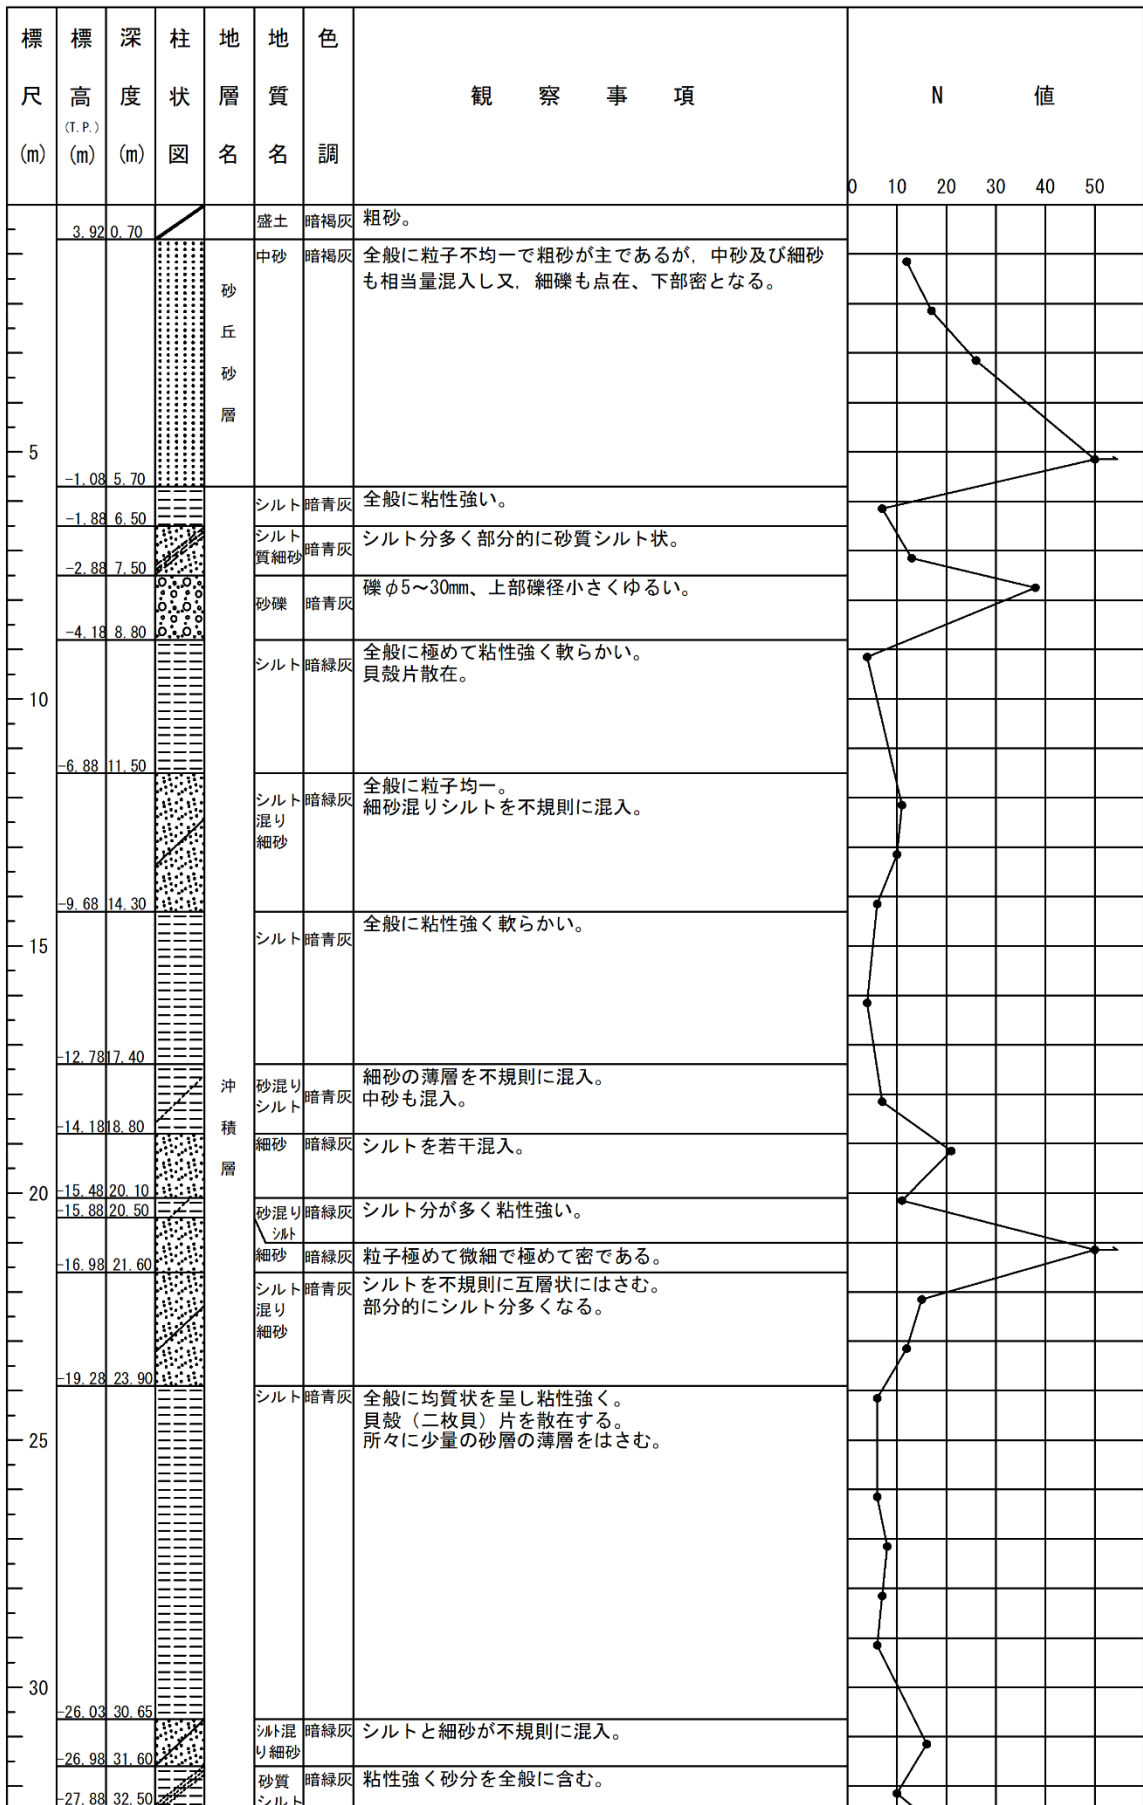 標尺(m)
標高(T.P.)(m)
深度(m)
柱状図
地層名
地質名
色調
観察事項
N値
0 10 20 30 40 50
3.92 0.70
盛土 暗褐灰 粗砂。
砂丘砂層
中砂 暗褐灰 全般に粒子不均一で粗砂が主であるが，中砂及び細砂
も相当量混入し又，細礫も点在、下部密となる。
5
-1.08 5.70
シルト 暗青灰 全般に粘性強い。
-1.88 6.50
シルト
質細砂 暗青灰 シルト分多く部分的に砂質シルト状。
-2.88 7.50
砂礫 暗青灰 礫φ5～30mm、上部礫径小さくゆるい。
-4.18 8.80
シルト 暗緑灰 全般に極めて粘性強く軟らかい。
貝殻片散在。
10
-6.88 11.50
シルト
混り
細砂
暗緑灰 全般に粒子均一。
細砂混りシルトを不規則に混入。
-9.68 14.30
シルト 暗青灰 全般に粘性強く軟らかい。
15
-12.78 17.40
沖積層
砂混り
シルト
暗青灰 細砂の薄層を不規則に混入。
中砂も混入。
-14.18 18.80
細砂 暗緑灰 シルトを若干混入。
20
-15.48 20.10
-15.88 20.50
砂混り
シルト
暗緑灰 シルト分が多く粘性強い。
細砂 暗緑灰 粒子極めて微細で極めて密である。
-16.98 21.60
シルト
混り
細砂
暗青灰 シルトを不規則に互層状にはさむ。
部分的にシルト分多くなる。
-19.28 23.90
シルト 暗青灰 全般に均質状を呈し粘性強く。
貝殻（二枚貝）片を散在する。
所々に少量の砂層の薄層をはさむ。
25
30
-26.03 30.65
シルト混
り細砂
暗緑灰 シルトと細砂が不規則に混入。
-26.98 31.60
砂質
シルト
暗緑灰 粘性強く砂分を全般に含む。
-27.88 32.50